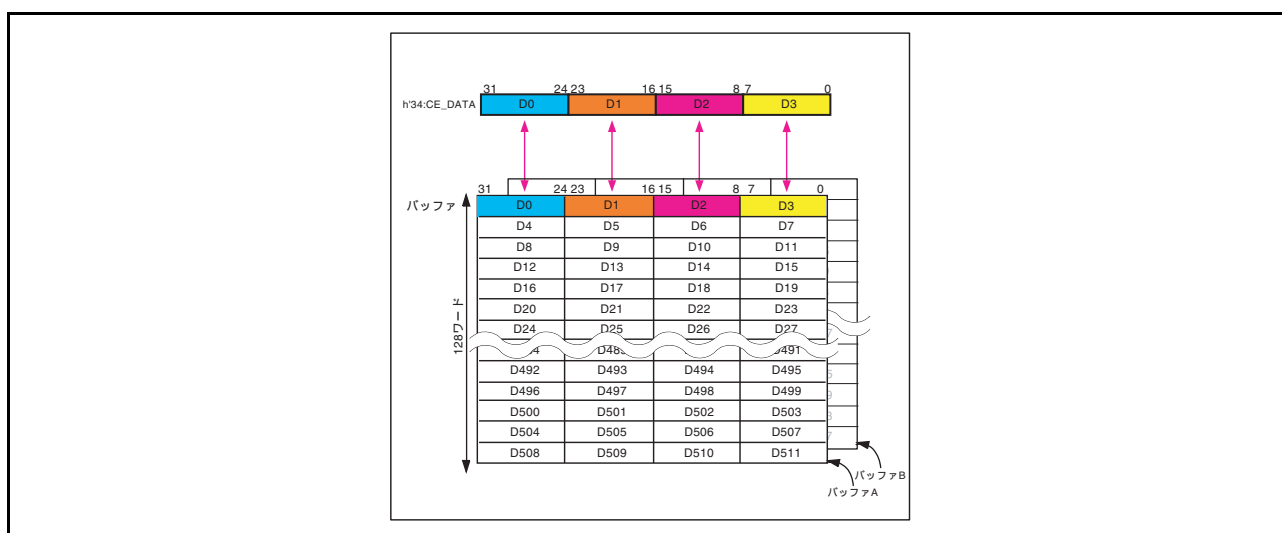 31 24 23 16 15 8 7 0
h'34:CE_DATA D0 D1 D2 D3
31 24 23 16 15 8 7 0
バッファ D0 D1 D2 D3
D4 D5 D6 D7
D8 D9 D10 D11
D12 D13 D14 D15
D16 D17 D18 D19
D20 D21 D22 D23
D24 D25 D26 D27
128ワード
D491
D492 D493 D494 D495
D496 D497 D498 D499
D500 D501 D502 D503
D504 D505 D506 D507
D508 D509 D510 D511
バッファB
バッファA